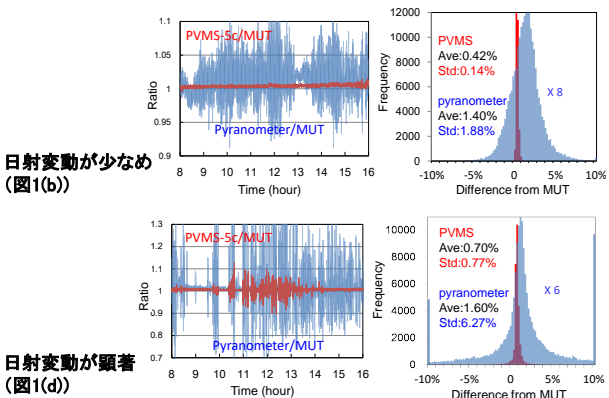 1.1
1.05
1
0.95
0.9
Ratio
PVMS-5c/MUT
Pyranometer/MUT
8 9 10 11 12 13 14 15 16
Time (hour)
12000
10000
8000
6000
4000
2000
0
Frequency
PVMS
Ave:0.42%
Std:0.14%
pyranometer
Ave:1.40%
Std:1.88%
X 8
-10% -5% 0 5% 10%
Difference from MUT
日射変動が少なめ
(図1(b))
1.3
1.2
1.1
1
0.9
0.8
0.7
Ratio
PVMS-5c/MUT
Pyranometer/MUT
8 9 10 11 12 13 14 15 16
Time (hour)
10000
8000
6000
4000
2000
0
Frequency
PVMS
Ave:0.70%
Std:0.77%
pyranometer
Ave:1.60%
Std:6.27%
X 6
-10% -5% 0 5% 10%
Difference from MUT
日射変動が顕著
(図1(d))